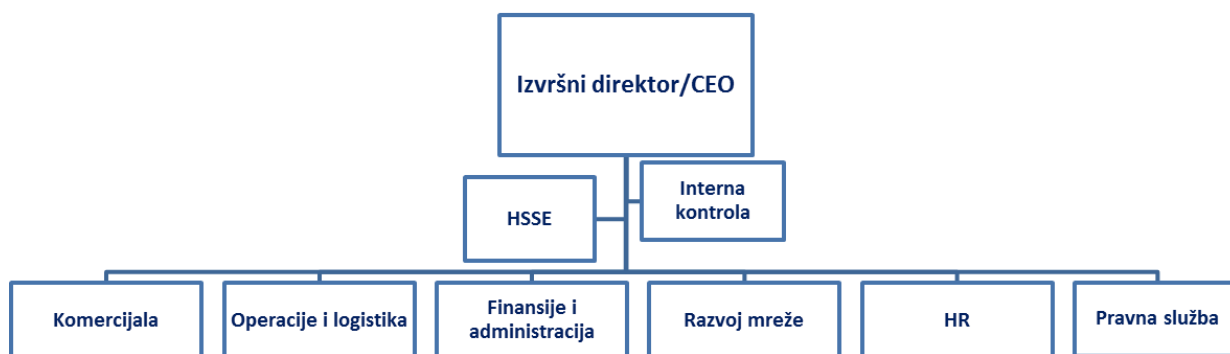 Izvršni direktor/CEO
HSSE
Interna
kontrola
Komercijala
Operacije i logistika
Finansije i
administracija
Razvoj mreže
HR
Pravna služba